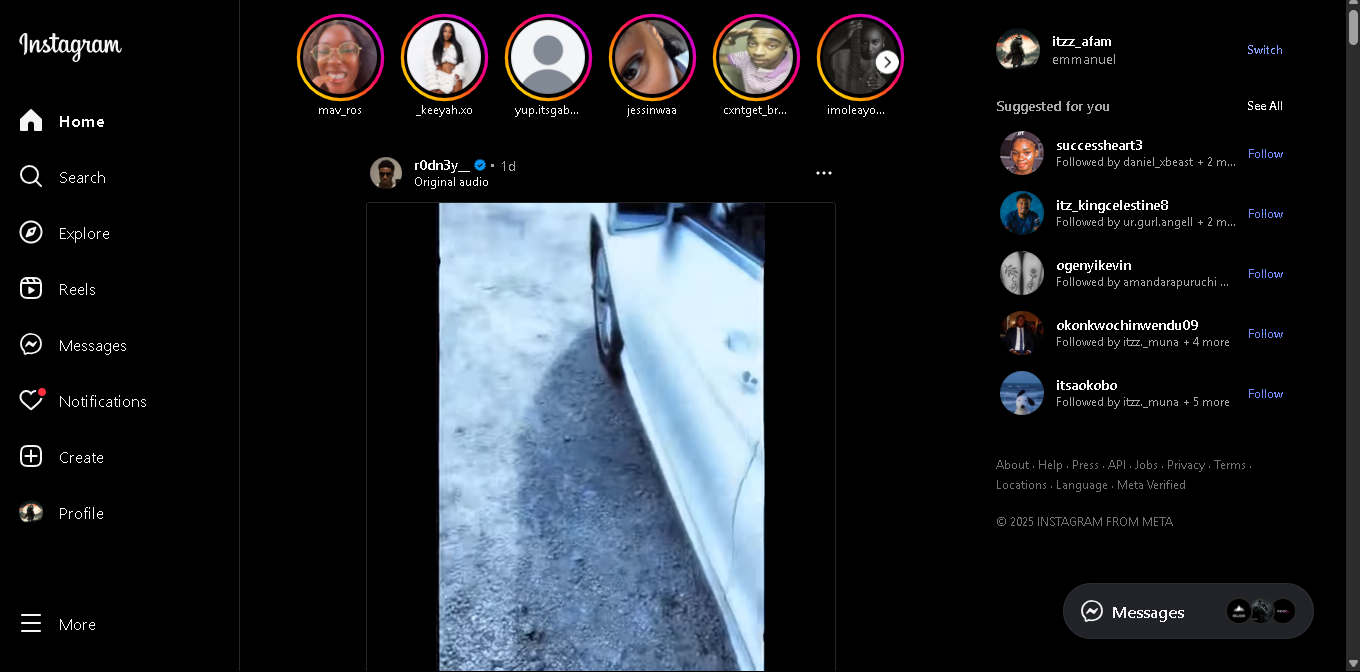 Instagram
Home
Search
Explore
Reels
Messages
Notifications
Create
Profile
More
mav_ros
_keeyah.xo
yup.itsgab...
jessinwaa
cxntget_br...
imoleayo...
r0dn3y__ • 1d
Original audio
itzz_afam
emmanuel
Switch
Suggested for you
See All
successheart3
Followed by daniel_xbeast + 2 m...
Follow
itz_kingcelestine8
Followed by ur.gurl.angell + 2 m...
Follow
ogenyikevin
Followed by amandarapuruchi ...
Follow
okonkwochinwendu09
Followed by itzz._muna + 4 more
Follow
itsaokobo
Followed by itzz._muna + 5 more
Follow
About · Help · Press · API · Jobs · Privacy · Terms ·
Locations · Language · Meta Verified
© 2025 INSTAGRAM FROM META
Messages